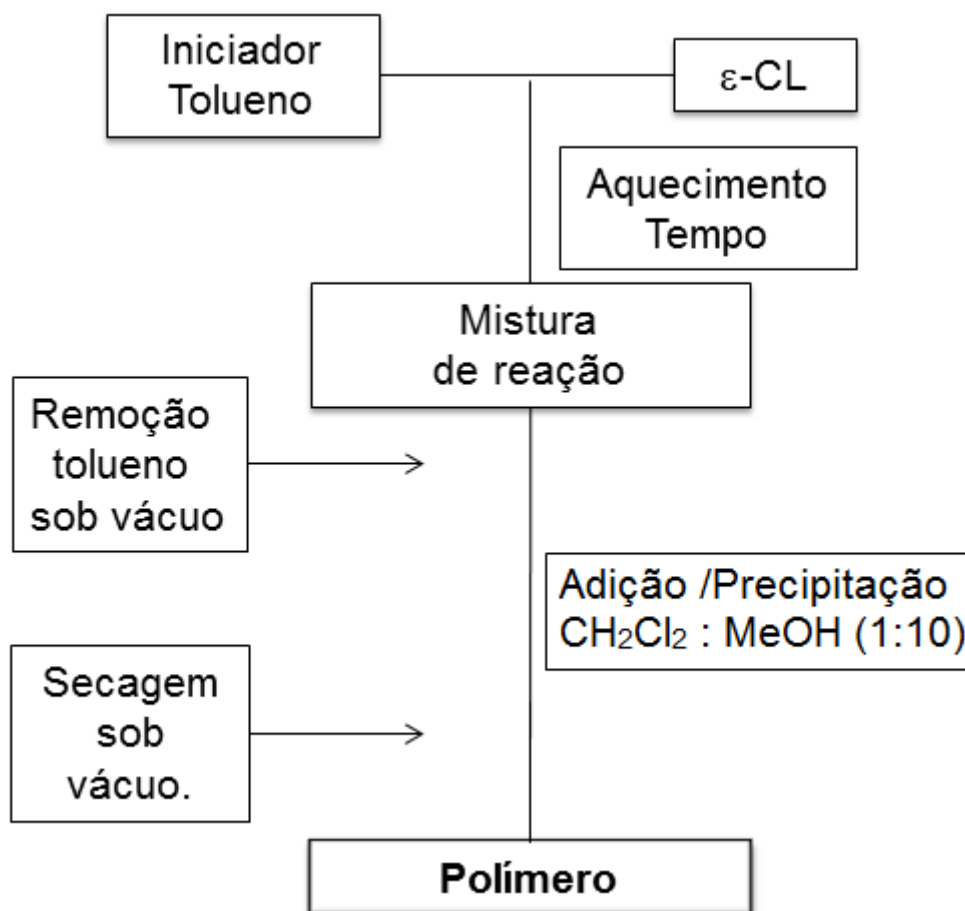 Iniciador
Tolueno
ε-CL
Aquecimento
Tempo
Mistura
de reação
Remoção
tolueno
sob vácuo
Adição /Precipitação
CH₂Cl₂ : MeOH (1:10)
Secagem
sob
vácuo.
Polímero